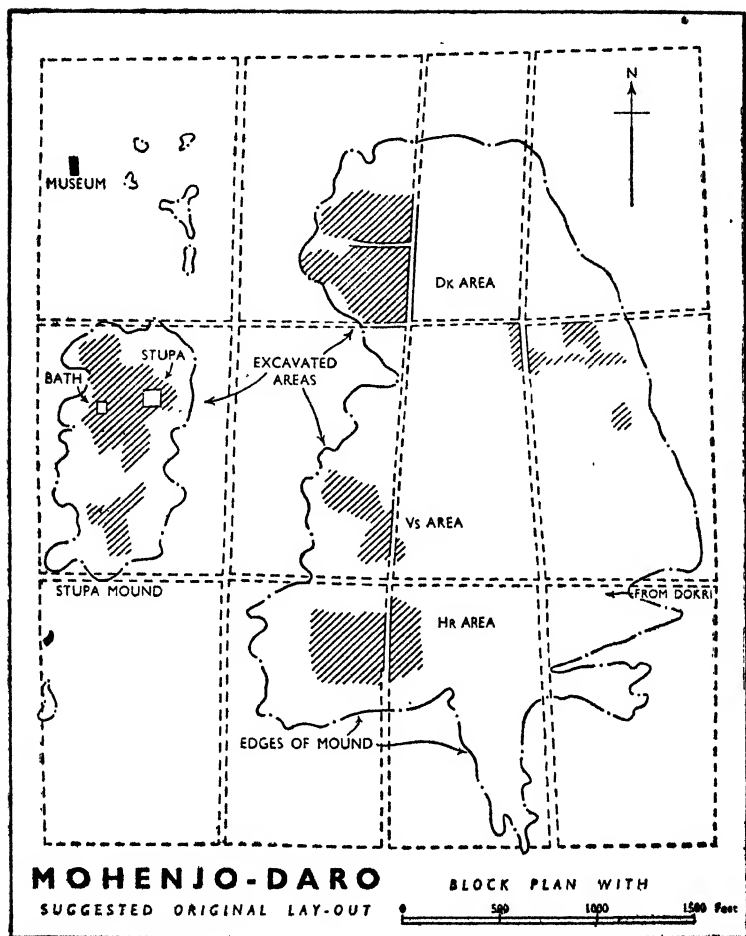 N
MUSEUM
DK AREA
STUPA
BATH
EXCAVATED
AREAS
VS AREA
STUPA MOUND
FROM DOKRI
HR AREA
EDGES OF MOUND
MOHENJO-DARO
BLOCK PLAN WITH
SUGGESTED ORIGINAL LAY-OUT
0 500 1000 1500 Feet